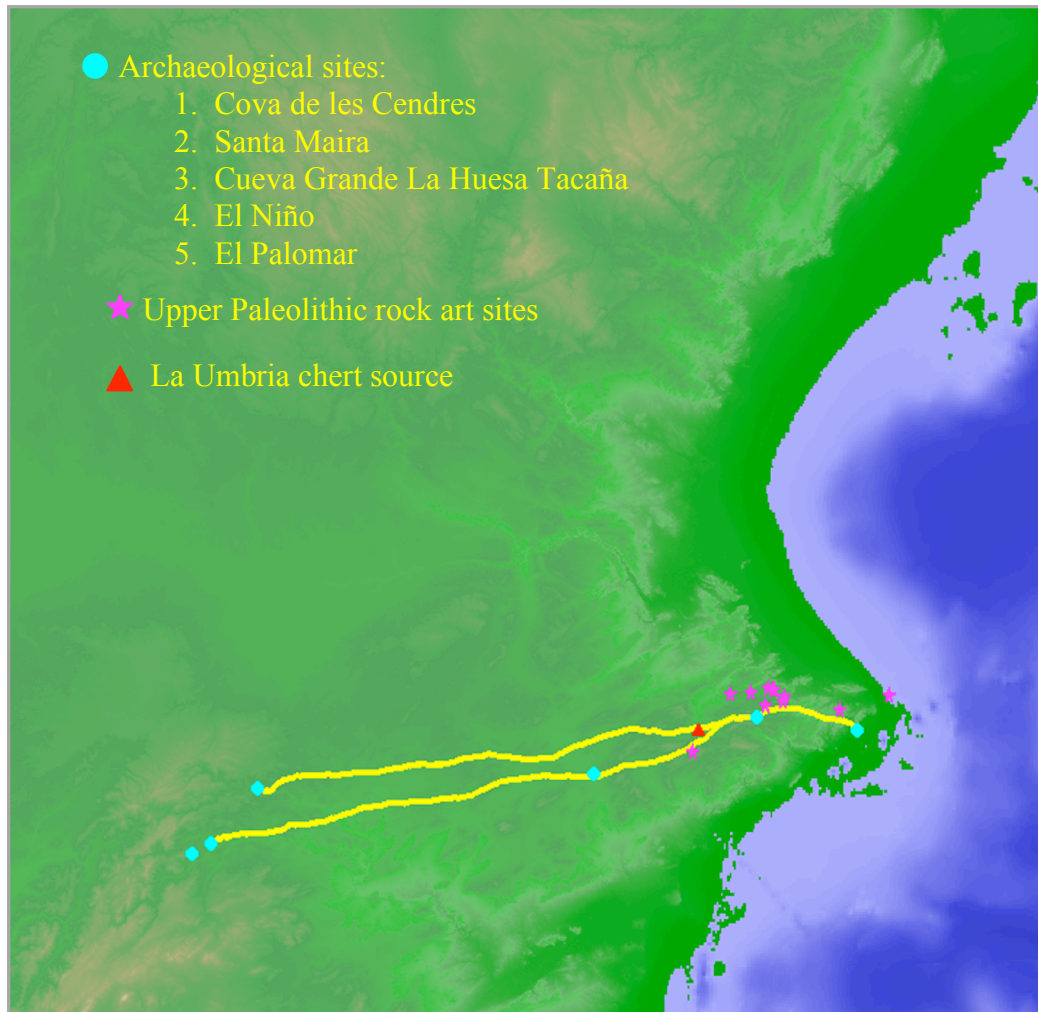 Archaeological sites:
1. Cova de les Cendres
2. Santa Maira
3. Cueva Grande La Huesa Tacaña
4. El Niño
5. El Palomar
Upper Paleolithic rock art sites
La Umbria chert source